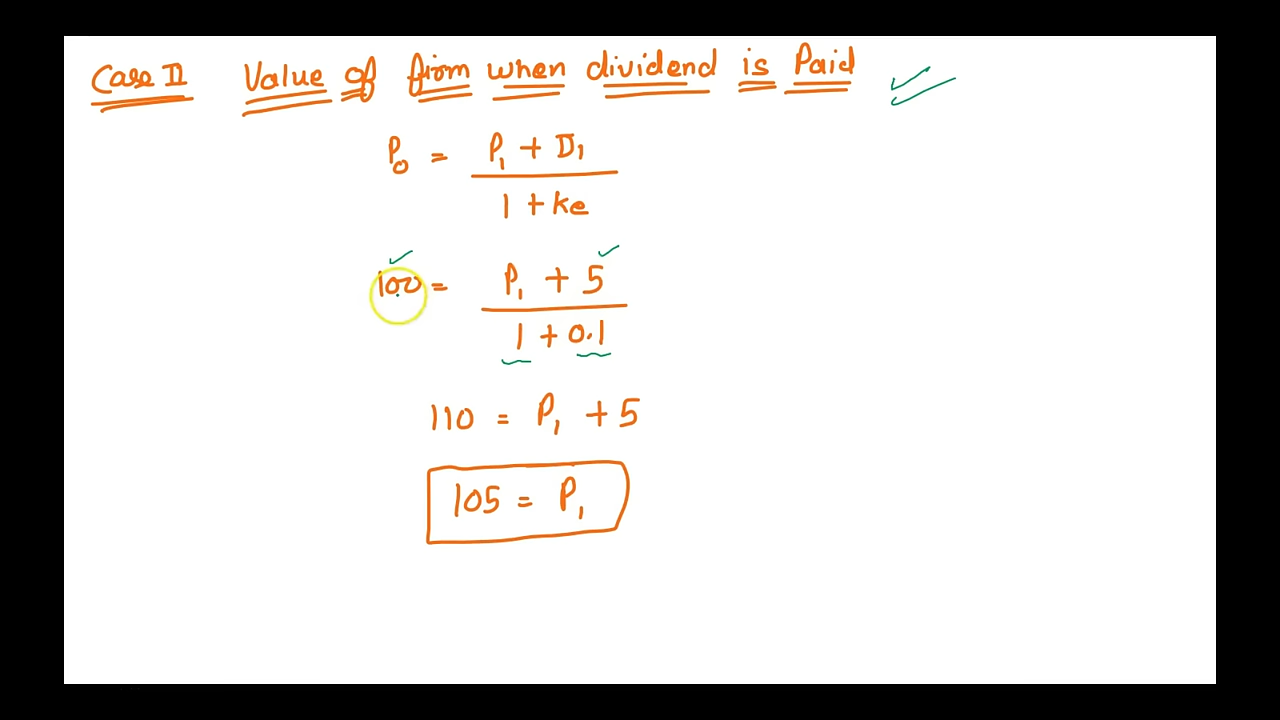 Case II Value of firm when dividend is Paid
P₀ = P₁ + D₁
1 + ke
100 = P₁ + 5
1 + 0.1
110 = P₁ + 5
105 = P₁